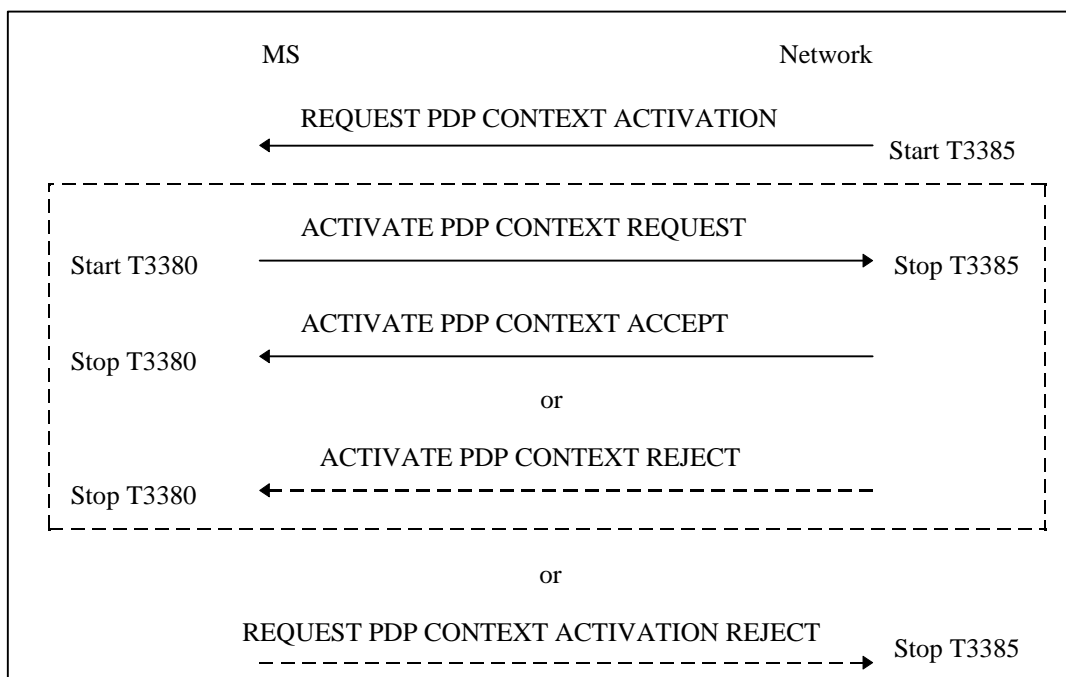 MS Network
REQUEST PDP CONTEXT ACTIVATION
Start T3385
ACTIVATE PDP CONTEXT REQUEST
Start T3380 Stop T3385
ACTIVATE PDP CONTEXT ACCEPT
Stop T3380
or
ACTIVATE PDP CONTEXT REJECT
Stop T3380
or
REQUEST PDP CONTEXT ACTIVATION REJECT
Stop T3385